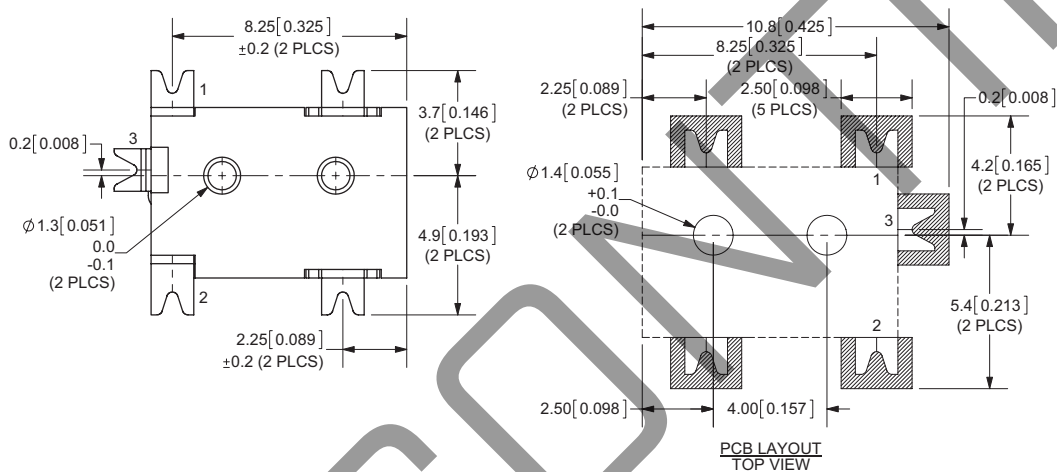 8.25[0.325]
±0.2 (2 PLCS)
1
3.7[0.146]
(2 PLCS)
3
0.2[0.008]
Ø1.3[0.051]
0.0
-0.1
(2 PLCS)
4.9[0.193]
(2 PLCS)
2
2.25[0.089]
±0.2 (2 PLCS)
10.8[0.425]
8.25[0.325]
(2 PLCS)
2.25[0.089]
(2 PLCS)
2.50[0.098]
(5 PLCS)
0.2[0.008]
4.2[0.165]
(2 PLCS)
1
Ø1.4[0.055]
+0.1
-0.0
(2 PLCS)
3
5.4[0.213]
(2 PLCS)
2
2.50[0.098]
4.00[0.157]
PCB LAYOUT
TOP VIEW